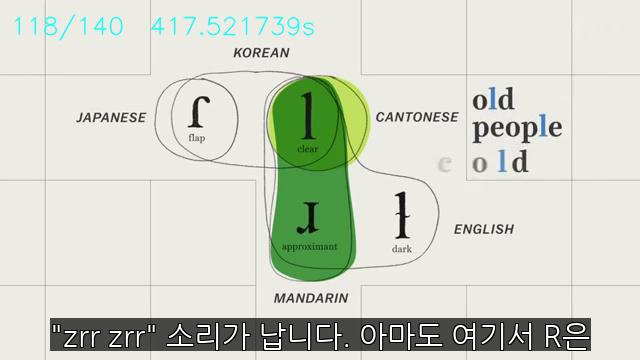 118/140 417.521739s
KOREAN
JAPANESE
CANTONESE
ɾ
flap
l
clear
old
people
cold
ɹ
approximant
ɫ
dark
ENGLISH
MANDARIN
"zrr zrr" 소리가 납니다. 아마도 여기서 R은